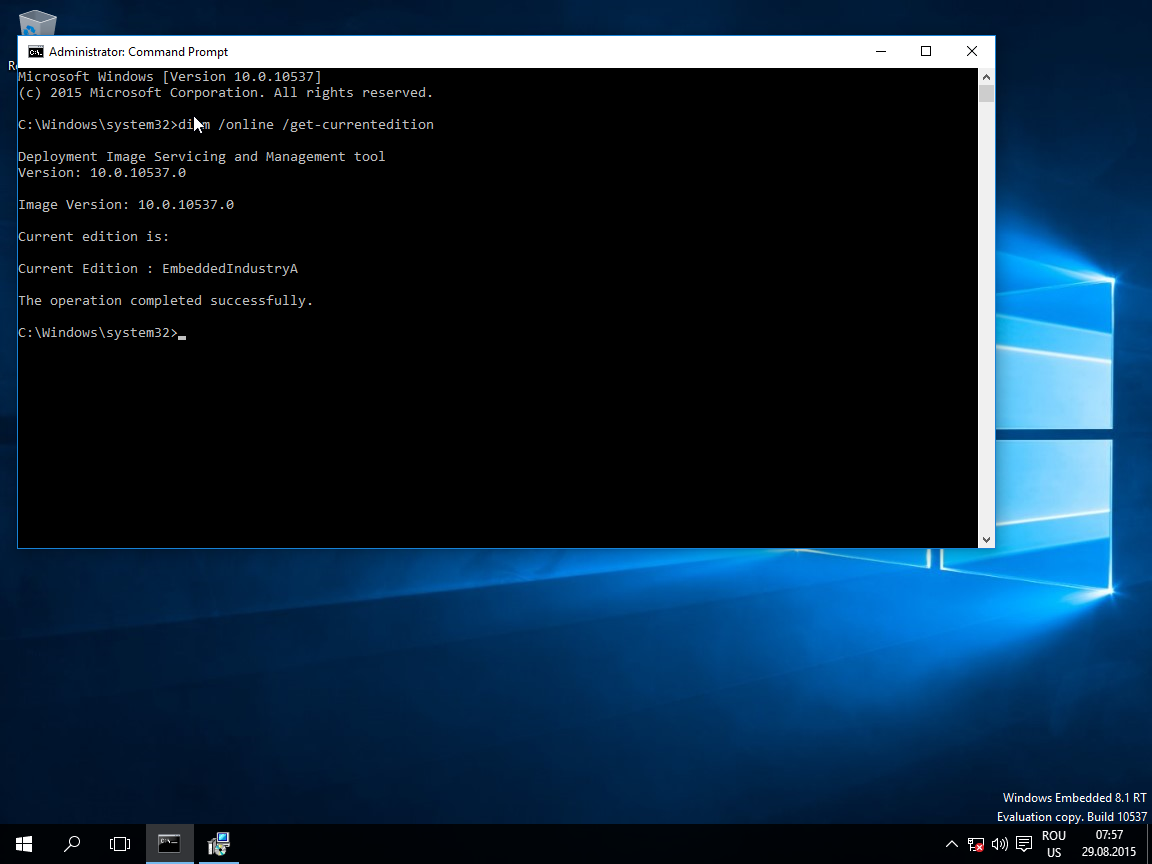 Administrator: Command Prompt
Microsoft Windows [Version 10.0.10537]
(c) 2015 Microsoft Corporation. All rights reserved.
C:\Windows\system32>dism /online /get-currentedition
Deployment Image Servicing and Management tool
Version: 10.0.10537.0
Image Version: 10.0.10537.0
Current edition is:
Current Edition : EmbeddedIndustryA
The operation completed successfully.
C:\Windows\system32>
Windows Embedded 8.1 RT
Evaluation copy. Build 10537
ROU
US
07:57
29.08.2015